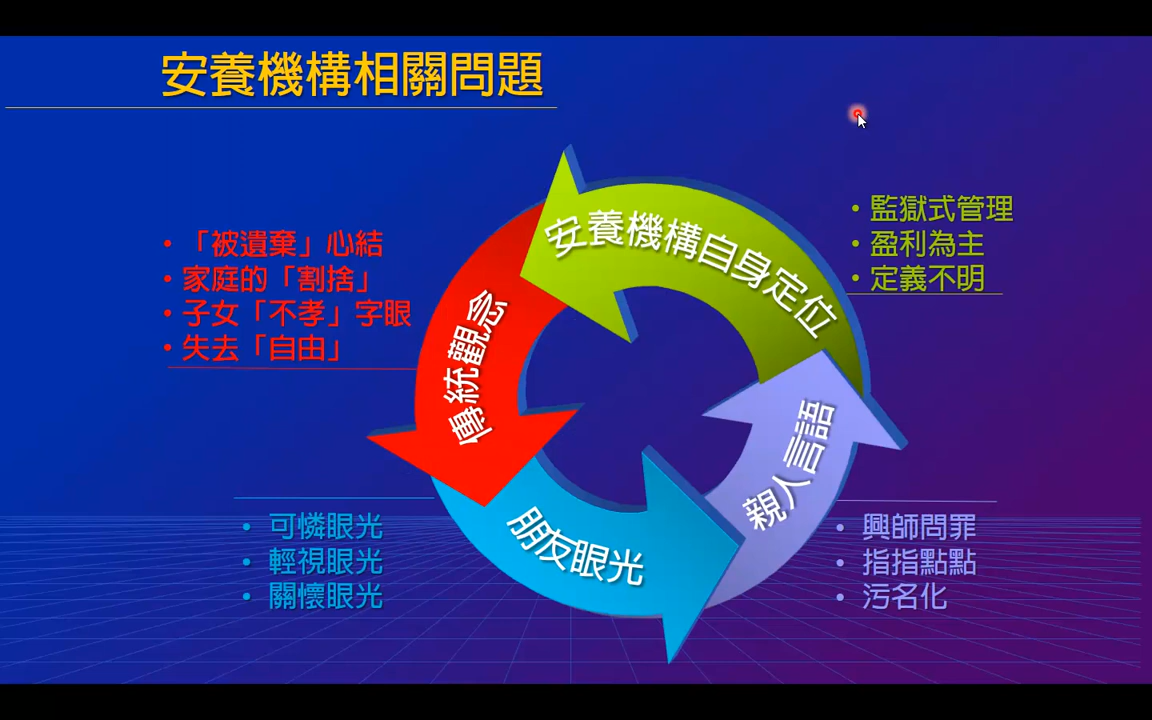 安養機構相關問題
安養機構自身定位
• 監獄式管理
• 盈利為主
• 定義不明
傳統觀念
• 「被遺棄」心結
• 家庭的「割捨」
• 子女「不孝」字眼
• 失去「自由」
朋友眼光
• 可憐眼光
• 輕視眼光
• 關懷眼光
親人言語
• 興師問罪
• 指指點點
• 污名化